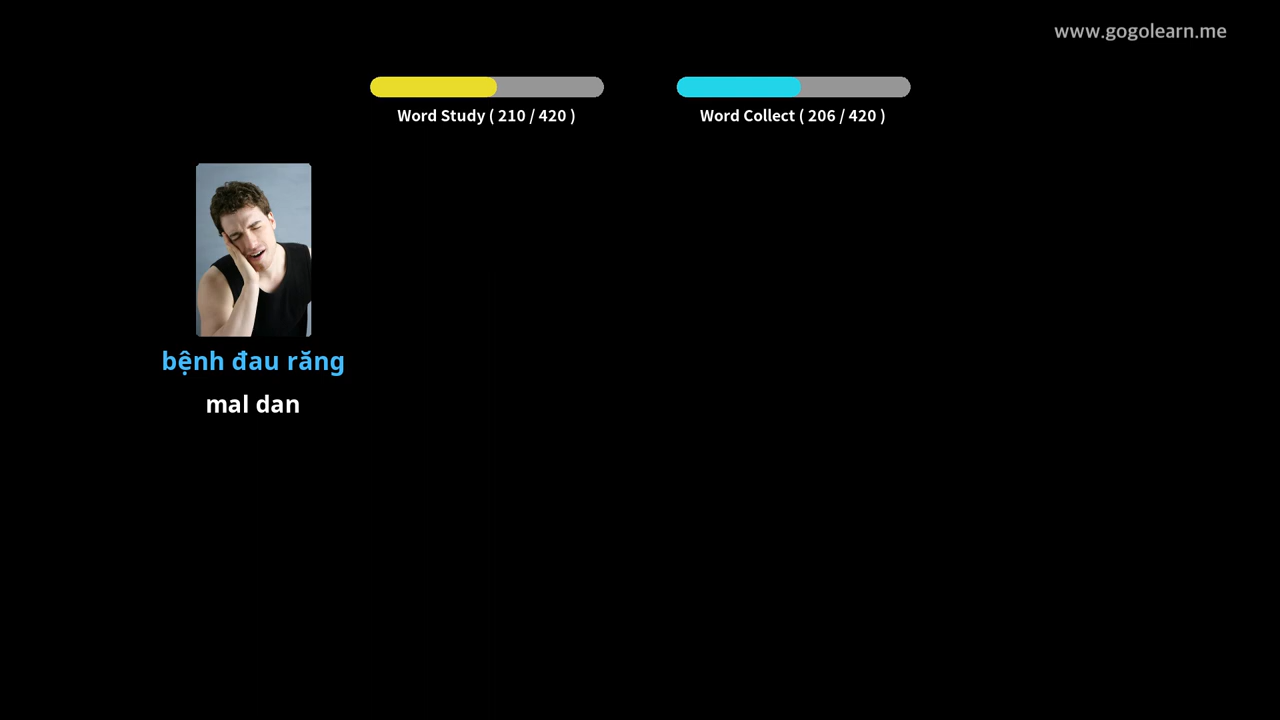 www.gogolearn.me
Word Study ( 210 / 420 )
Word Collect ( 206 / 420 )
bệnh đau răng
mal dan